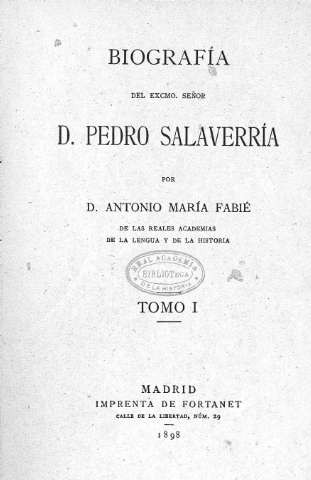 BIOGRAFÍA
DEL EXCMO. SEÑOR
D. PEDRO SALAVERRÍA
POR
D. ANTONIO MARÍA FABIÉ
DE LAS REALES ACADEMIAS
DE LA LENGUA Y DE LA HISTORIA
REAL ACADEMIA
BIBLIOTECA
DE LA HISTORIA
TOMO I
MADRID
IMPRENTA DE FORTANET
CALLE DE LA LIBERTAD, NÚM. 29
1898